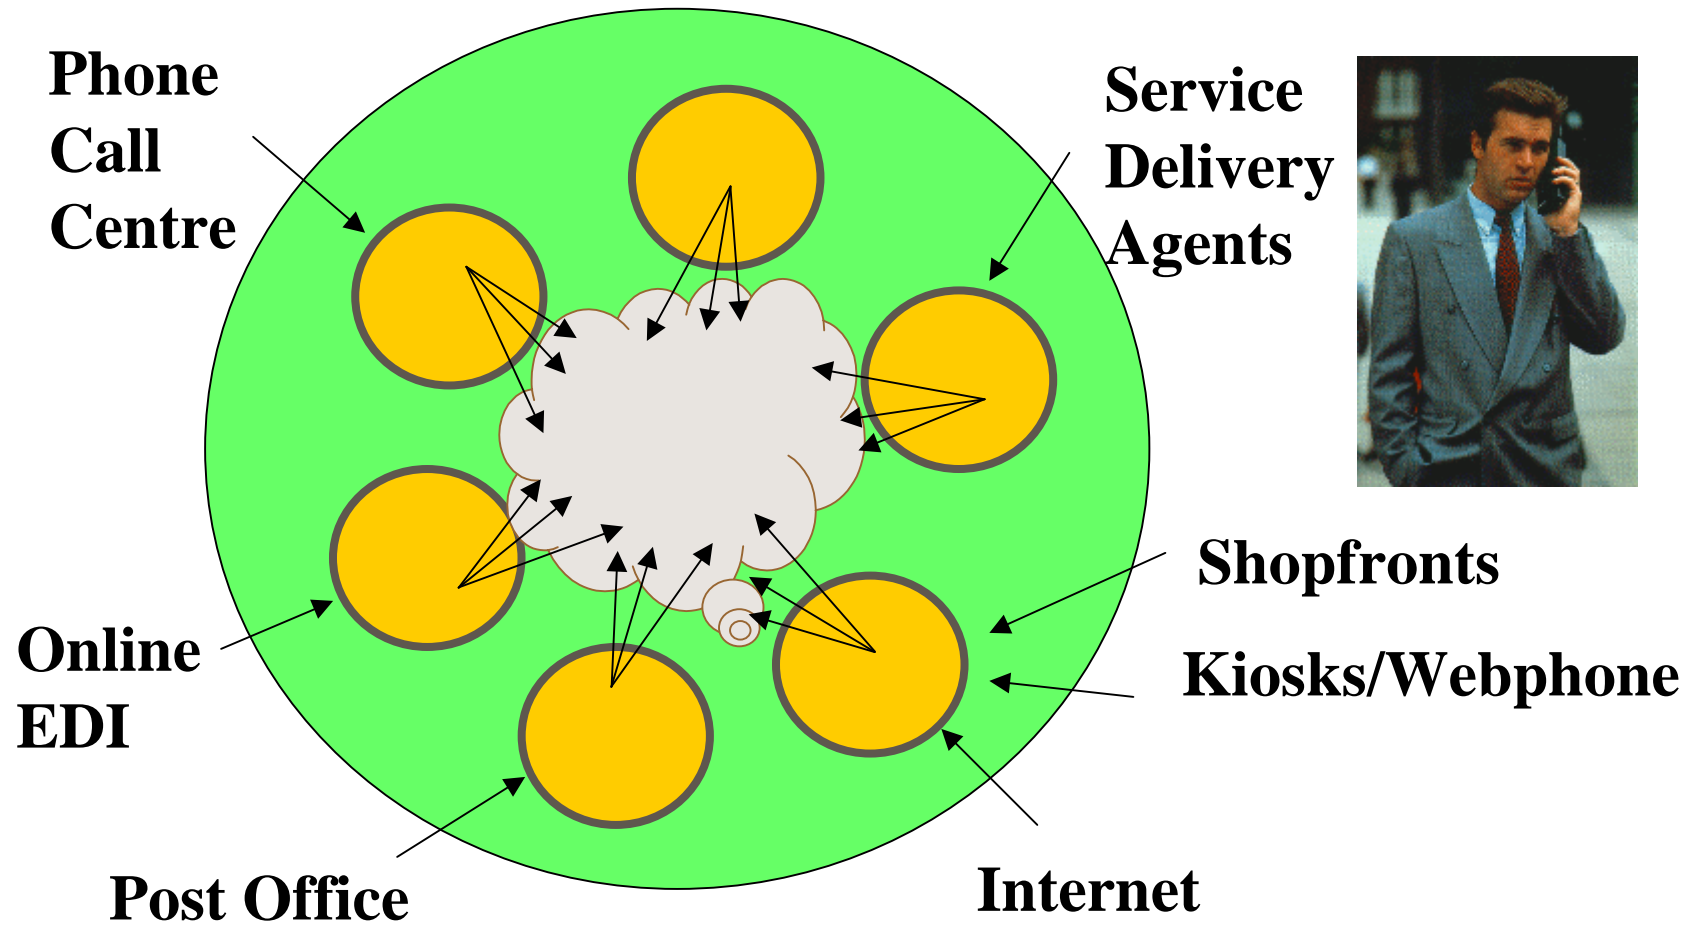 Phone
Call
Centre
Service
Delivery
Agents
Shopfronts
Kiosks/Webphone
Online
EDI
Post Office
Internet